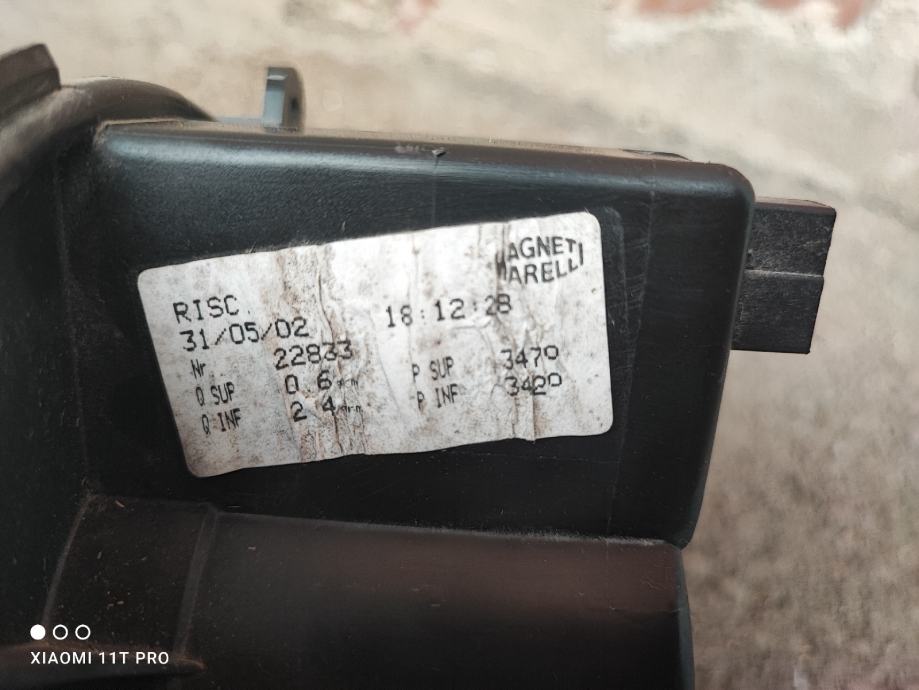 MAGNETI
MARELLI
RISC.
31/05/02 18:12:28
Nr. 22833
Q SUP 0.6 P SUP 3470
Q INF 2.4 P INF 3420
XIAOMI 11T PRO